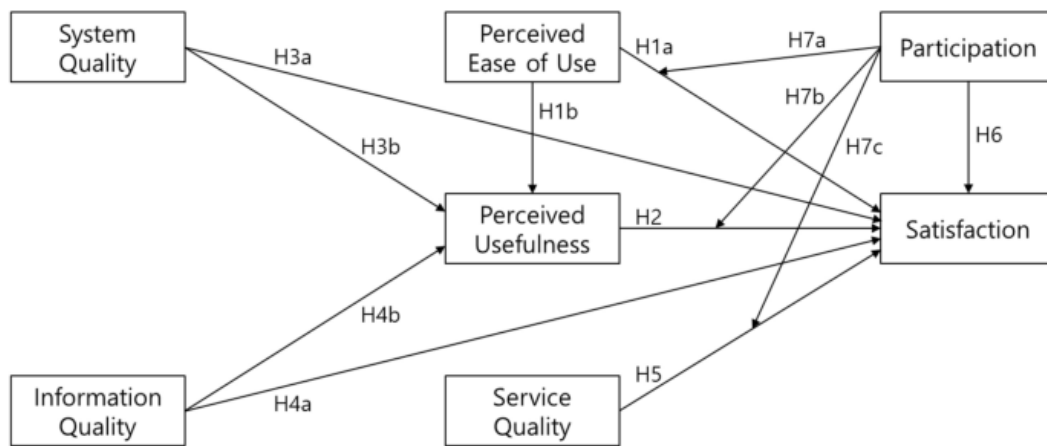 System
Quality
Perceived
Ease of Use
Participation
H3a
H1a
H7a
H7b
H1b
H3b
H7c
H6
Perceived
Usefulness
H2
Satisfaction
H4b
Information
Quality
H4a
Service
Quality
H5